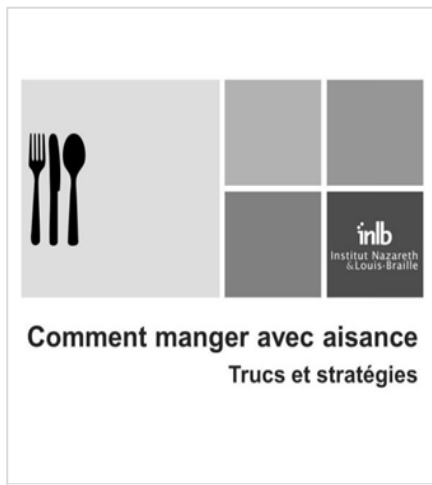 inlb
Institut Nazareth
& Louis-Braille
Comment manger avec aisance
Trucs et stratégies